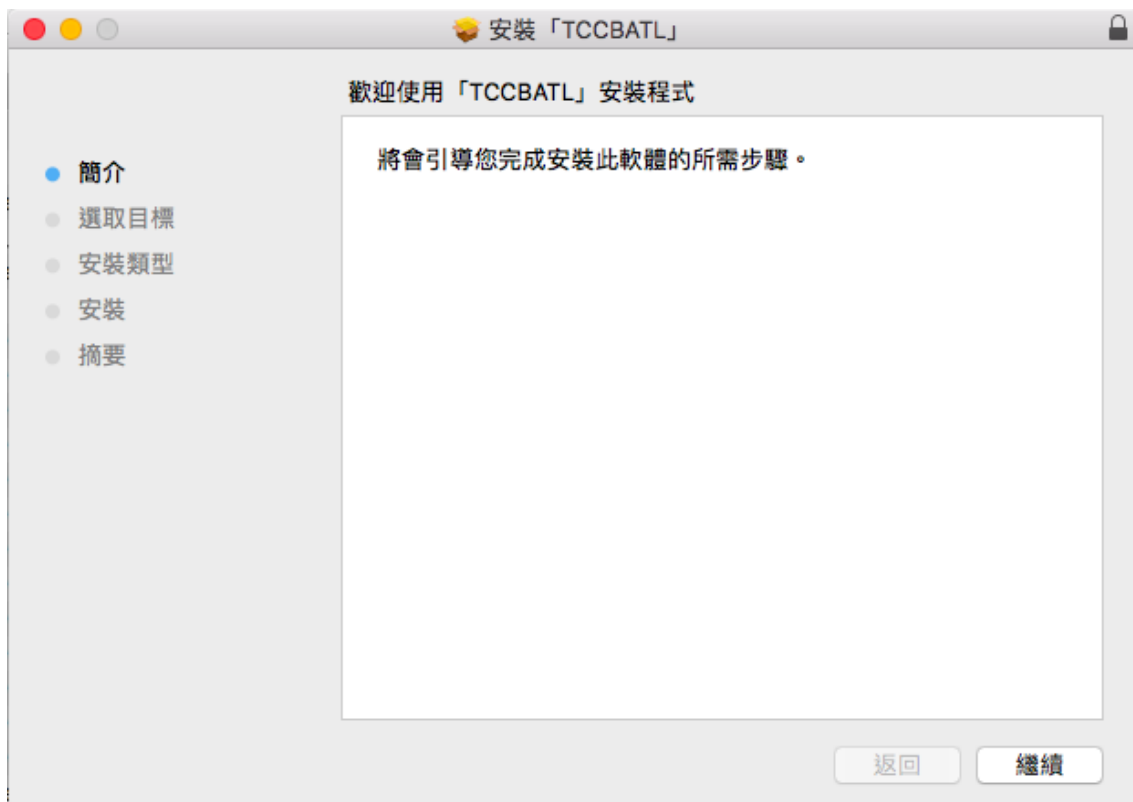 安裝「TCCBATL」
歡迎使用「TCCBATL」安裝程式
將會引導您完成安裝此軟體的所需步驟。
簡介
選取目標
安裝類型
安裝
摘要
返回
繼續